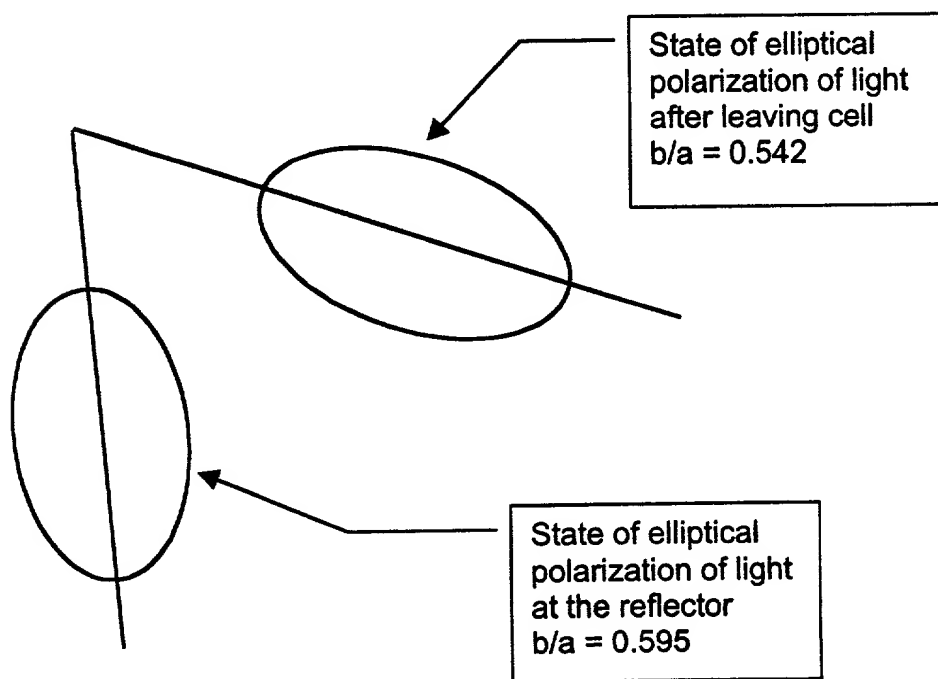 State of elliptical
polarization of light
after leaving cell
b/a = 0.542
State of elliptical
polarization of light
at the reflector
b/a = 0.595